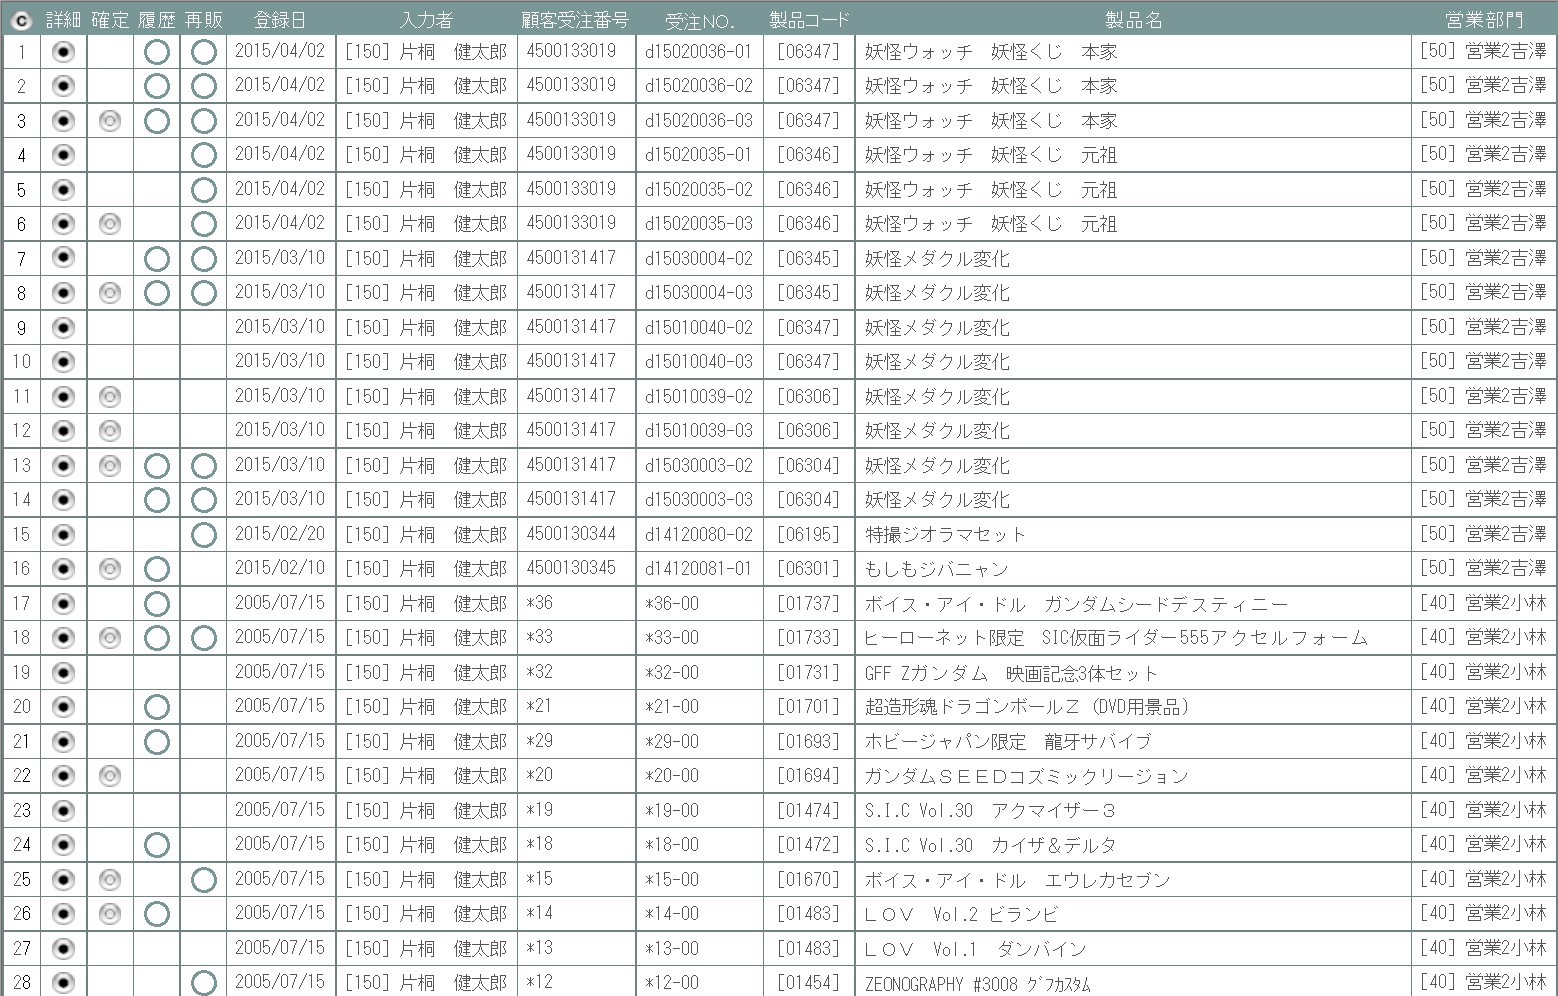 C 詳細 確定 履歴 再販 登録日 入力者 顧客受注番号 受注NO. 製品コード 製品名 営業部門
1 2015/04/02 [150] 片桐　健太郎 4500133019 d15020036-01 [06347] 妖怪ウォッチ　妖怪くじ　本家 [50] 営業2吉澤
2 2015/04/02 [150] 片桐　健太郎 4500133019 d15020036-02 [06347] 妖怪ウォッチ　妖怪くじ　本家 [50] 営業2吉澤
3 2015/04/02 [150] 片桐　健太郎 4500133019 d15020036-03 [06347] 妖怪ウォッチ　妖怪くじ　本家 [50] 営業2吉澤
4 2015/04/02 [150] 片桐　健太郎 4500133019 d15020035-01 [06346] 妖怪ウォッチ　妖怪くじ　元祖 [50] 営業2吉澤
5 2015/04/02 [150] 片桐　健太郎 4500133019 d15020035-02 [06346] 妖怪ウォッチ　妖怪くじ　元祖 [50] 営業2吉澤
6 2015/04/02 [150] 片桐　健太郎 4500133019 d15020035-03 [06346] 妖怪ウォッチ　妖怪くじ　元祖 [50] 営業2吉澤
7 2015/03/10 [150] 片桐　健太郎 4500131417 d15030004-02 [06345] 妖怪メダクル変化 [50] 営業2吉澤
8 2015/03/10 [150] 片桐　健太郎 4500131417 d15030004-03 [06345] 妖怪メダクル変化 [50] 営業2吉澤
9 2015/03/10 [150] 片桐　健太郎 4500131417 d15010040-02 [06347] 妖怪メダクル変化 [50] 営業2吉澤
10 2015/03/10 [150] 片桐　健太郎 4500131417 d15010040-03 [06347] 妖怪メダクル変化 [50] 営業2吉澤
11 2015/03/10 [150] 片桐　健太郎 4500131417 d15010039-02 [06306] 妖怪メダクル変化 [50] 営業2吉澤
12 2015/03/10 [150] 片桐　健太郎 4500131417 d15010039-03 [06306] 妖怪メダクル変化 [50] 営業2吉澤
13 2015/03/10 [150] 片桐　健太郎 4500131417 d15030003-02 [06304] 妖怪メダクル変化 [50] 営業2吉澤
14 2015/03/10 [150] 片桐　健太郎 4500131417 d15030003-03 [06304] 妖怪メダクル変化 [50] 営業2吉澤
15 2015/02/20 [150] 片桐　健太郎 4500130344 d14120080-02 [06195] 特撮ジオラマセット [50] 営業2吉澤
16 2015/02/10 [150] 片桐　健太郎 4500130345 d14120081-01 [06301] もしもジバニャン [50] 営業2吉澤
17 2005/07/15 [150] 片桐　健太郎 *36 *36-00 [01737] ボイス・アイ・ドル　ガンダムシードデスティニー [40] 営業2小林
18 2005/07/15 [150] 片桐　健太郎 *33 *33-00 [01733] ヒーローネット限定　SIC仮面ライダー555アクセルフォーム [40] 営業2小林
19 2005/07/15 [150] 片桐　健太郎 *32 *32-00 [01731] GFF Zガンダム　映画記念3体セット [40] 営業2小林
20 2005/07/15 [150] 片桐　健太郎 *21 *21-00 [01701] 超造形魂ドラゴンボールＺ (DVD用景品) [40] 営業2小林
21 2005/07/15 [150] 片桐　健太郎 *29 *29-00 [01693] ホビージャパン限定　龍牙サバイブ [40] 営業2小林
22 2005/07/15 [150] 片桐　健太郎 *20 *20-00 [01694] ガンダムＳＥＥＤコズミックリージョン [40] 営業2小林
23 2005/07/15 [150] 片桐　健太郎 *19 *19-00 [01474] S.I.C Vol.30　アクマイザー３ [40] 営業2小林
24 2005/07/15 [150] 片桐　健太郎 *18 *18-00 [01472] S.I.C Vol.30　カイザ＆デルタ [40] 営業2小林
25 2005/07/15 [150] 片桐　健太郎 *15 *15-00 [01670] ボイス・アイ・ドル　エウレカセブン [40] 営業2小林
26 2005/07/15 [150] 片桐　健太郎 *14 *14-00 [01483] ＬＯＶ　Vol.2 ビランビ [40] 営業2小林
27 2005/07/15 [150] 片桐　健太郎 *13 *13-00 [01483] ＬＯＶ　Vol.1　ダンバイン [40] 営業2小林
28 2005/07/15 [150] 片桐　健太郎 *12 *12-00 [01454] ZEONOGRAPHY #3008 ｸﾞﾌｶｽﾀﾑ [40] 営業2小林